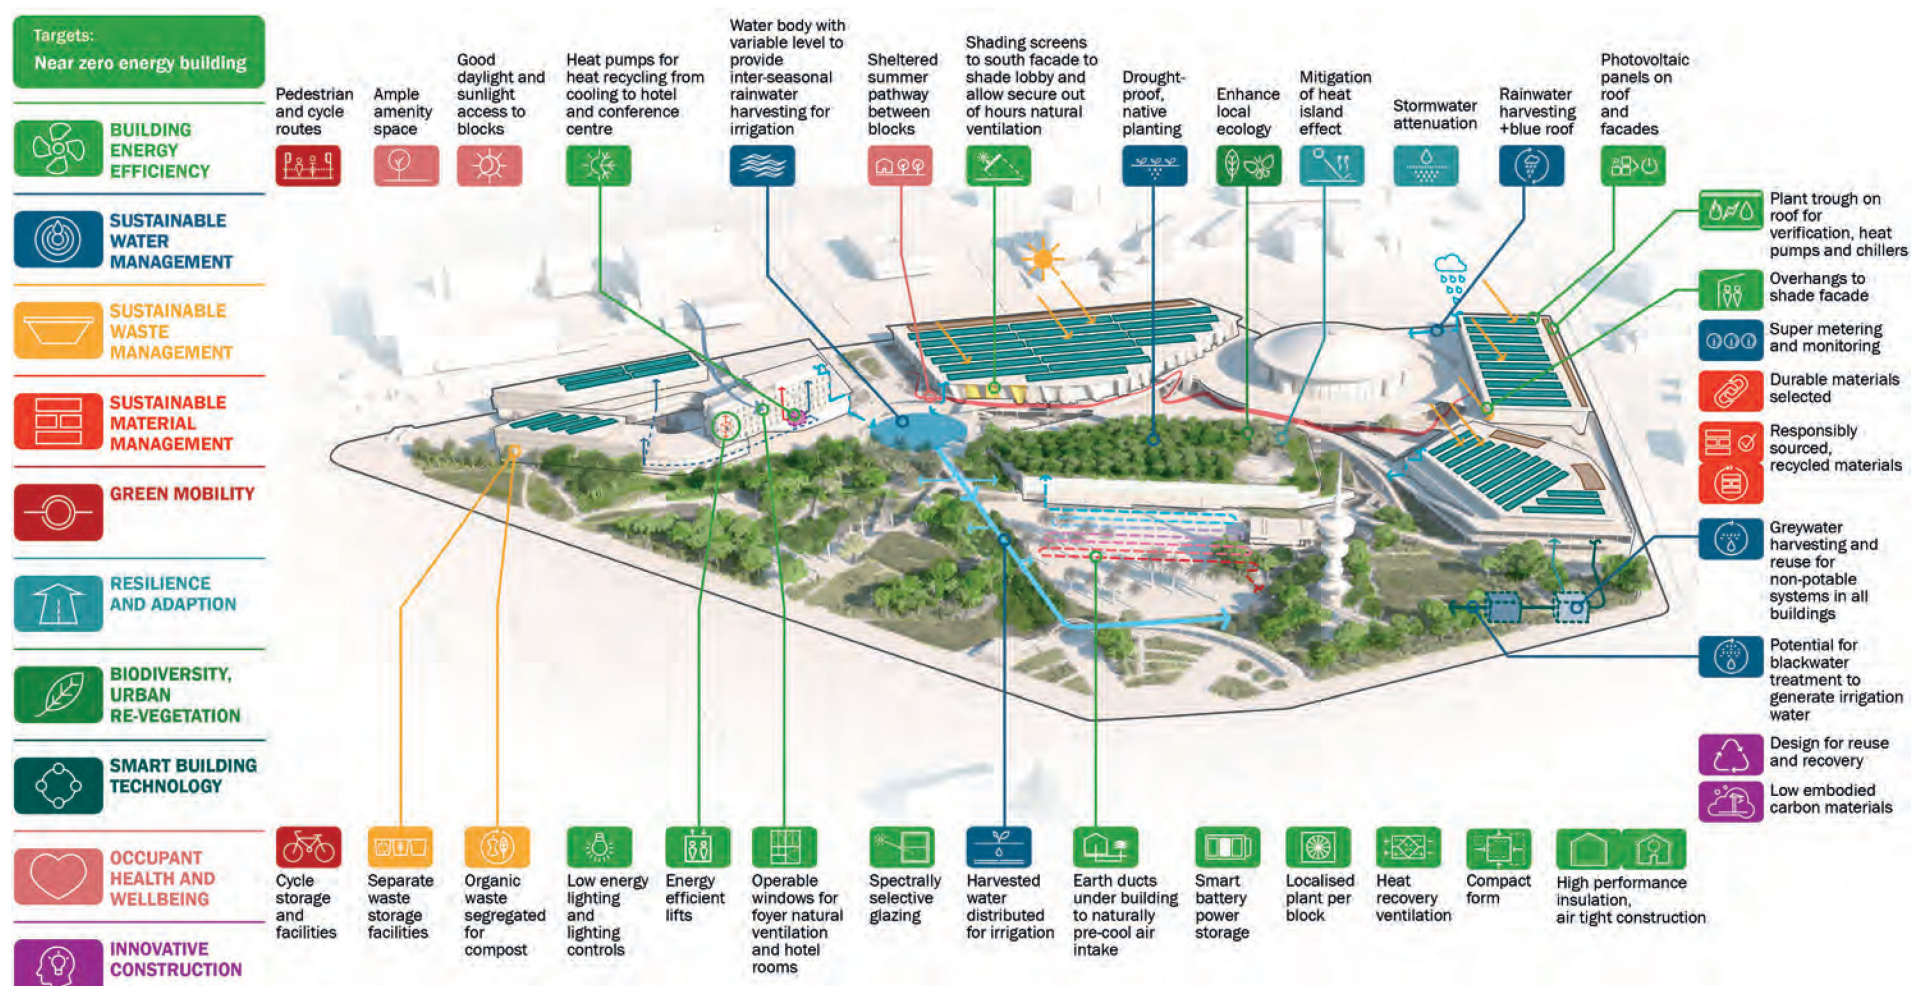 Targets:
Near zero energy building
BUILDING
ENERGY
EFFICIENCY
SUSTAINABLE
WATER
MANAGEMENT
SUSTAINABLE
WASTE
MANAGEMENT
SUSTAINABLE
MATERIAL
MANAGEMENT
GREEN MOBILITY
RESILIENCE
AND ADAPTION
BIODIVERSITY,
URBAN
RE-VEGETATION
SMART BUILDING
TECHNOLOGY
OCCUPANT
HEALTH AND
WELLBEING
INNOVATIVE
CONSTRUCTION
Pedestrian
and cycle
routes
Ample
amenity
space
Good
daylight and
sunlight
access to
blocks
Heat pumps for
heat recycling from
cooling to hotel
and conference
centre
Water body with
variable level to
provide
inter-seasonal
rainwater
harvesting for
irrigation
Sheltered
summer
pathway
between
blocks
Shading screens
to south facade to
shade lobby and
allow secure out
of hours natural
ventilation
Drought-
proof,
native
planting
Enhance
local
ecology
Mitigation
of heat
island
effect
Stormwater
attenuation
Rainwater
harvesting
+blue roof
Photovoltaic
panels on
roof
and
facades
Plant trough on
roof for
verification, heat
pumps and chillers
Overhangs to
shade facade
Super metering
and monitoring
Durable materials
selected
Responsibly
sourced,
recycled materials
Greywater
harvesting and
reuse for
non-potable
systems in all
buildings
Potential for
blackwater
treatment to
generate irrigation
water
Design for reuse
and recovery
Low embodied
carbon materials
Cycle
storage
and
facilities
Separate
waste
storage
facilities
Organic
waste
segregated
for
compost
Low energy
lighting
and
lighting
controls
Energy
efficient
lifts
Operable
windows for
foyer natural
ventilation
and hotel
rooms
Spectrally
selective
glazing
Harvested
water
distributed
for irrigation
Earth ducts
under building
to naturally
pre-cool air
intake
Smart
battery
power
storage
Localised
plant per
block
Heat
recovery
ventilation
Compact
form
High performance
insulation,
air tight construction